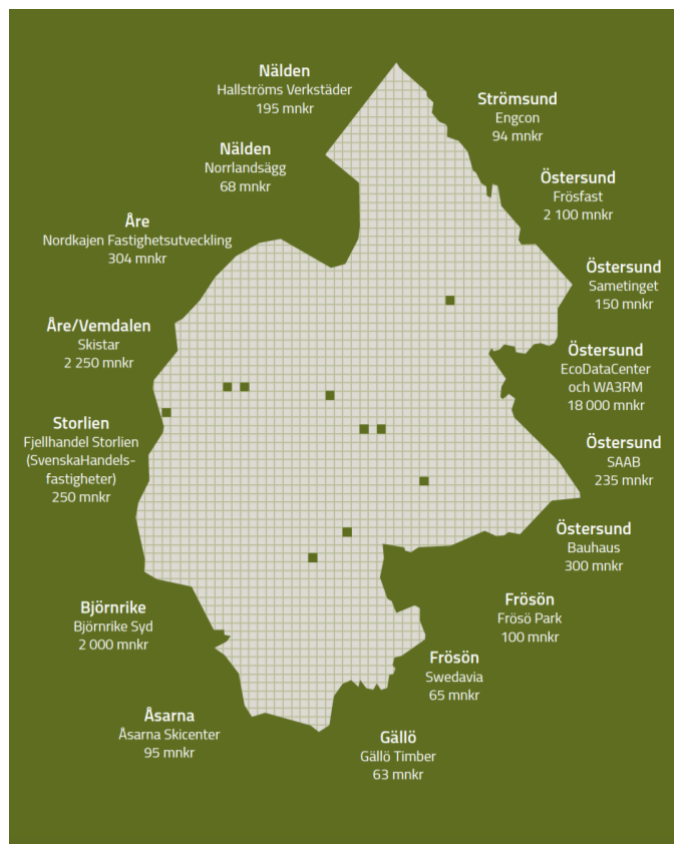 Nälden
Hallströms Verkstäder
195 mnkr
Nälden
Norrlandsägg
68 mnkr
Åre
Nordkajen Fastighetsutveckling
304 mnkr
Åre/Vemdalen
Skistar
2 250 mnkr
Storlien
Fjellhandel Storlien
(SvenskaHandels-
fastigheter)
250 mnkr
Björnrike
Björnrike Syd
2 000 mnkr
Åsarna
Åsarna Skicenter
95 mnkr
Strömsund
Engcon
94 mnkr
Östersund
Frösfast
2 100 mnkr
Östersund
Sametinget
150 mnkr
Östersund
EcoDataCenter
och WA3RM
18 000 mnkr
Östersund
SAAB
235 mnkr
Östersund
Bauhaus
300 mnkr
Frösön
Frösö Park
100 mnkr
Frösön
Swedavia
65 mnkr
Gällö
Gällö Timber
63 mnkr